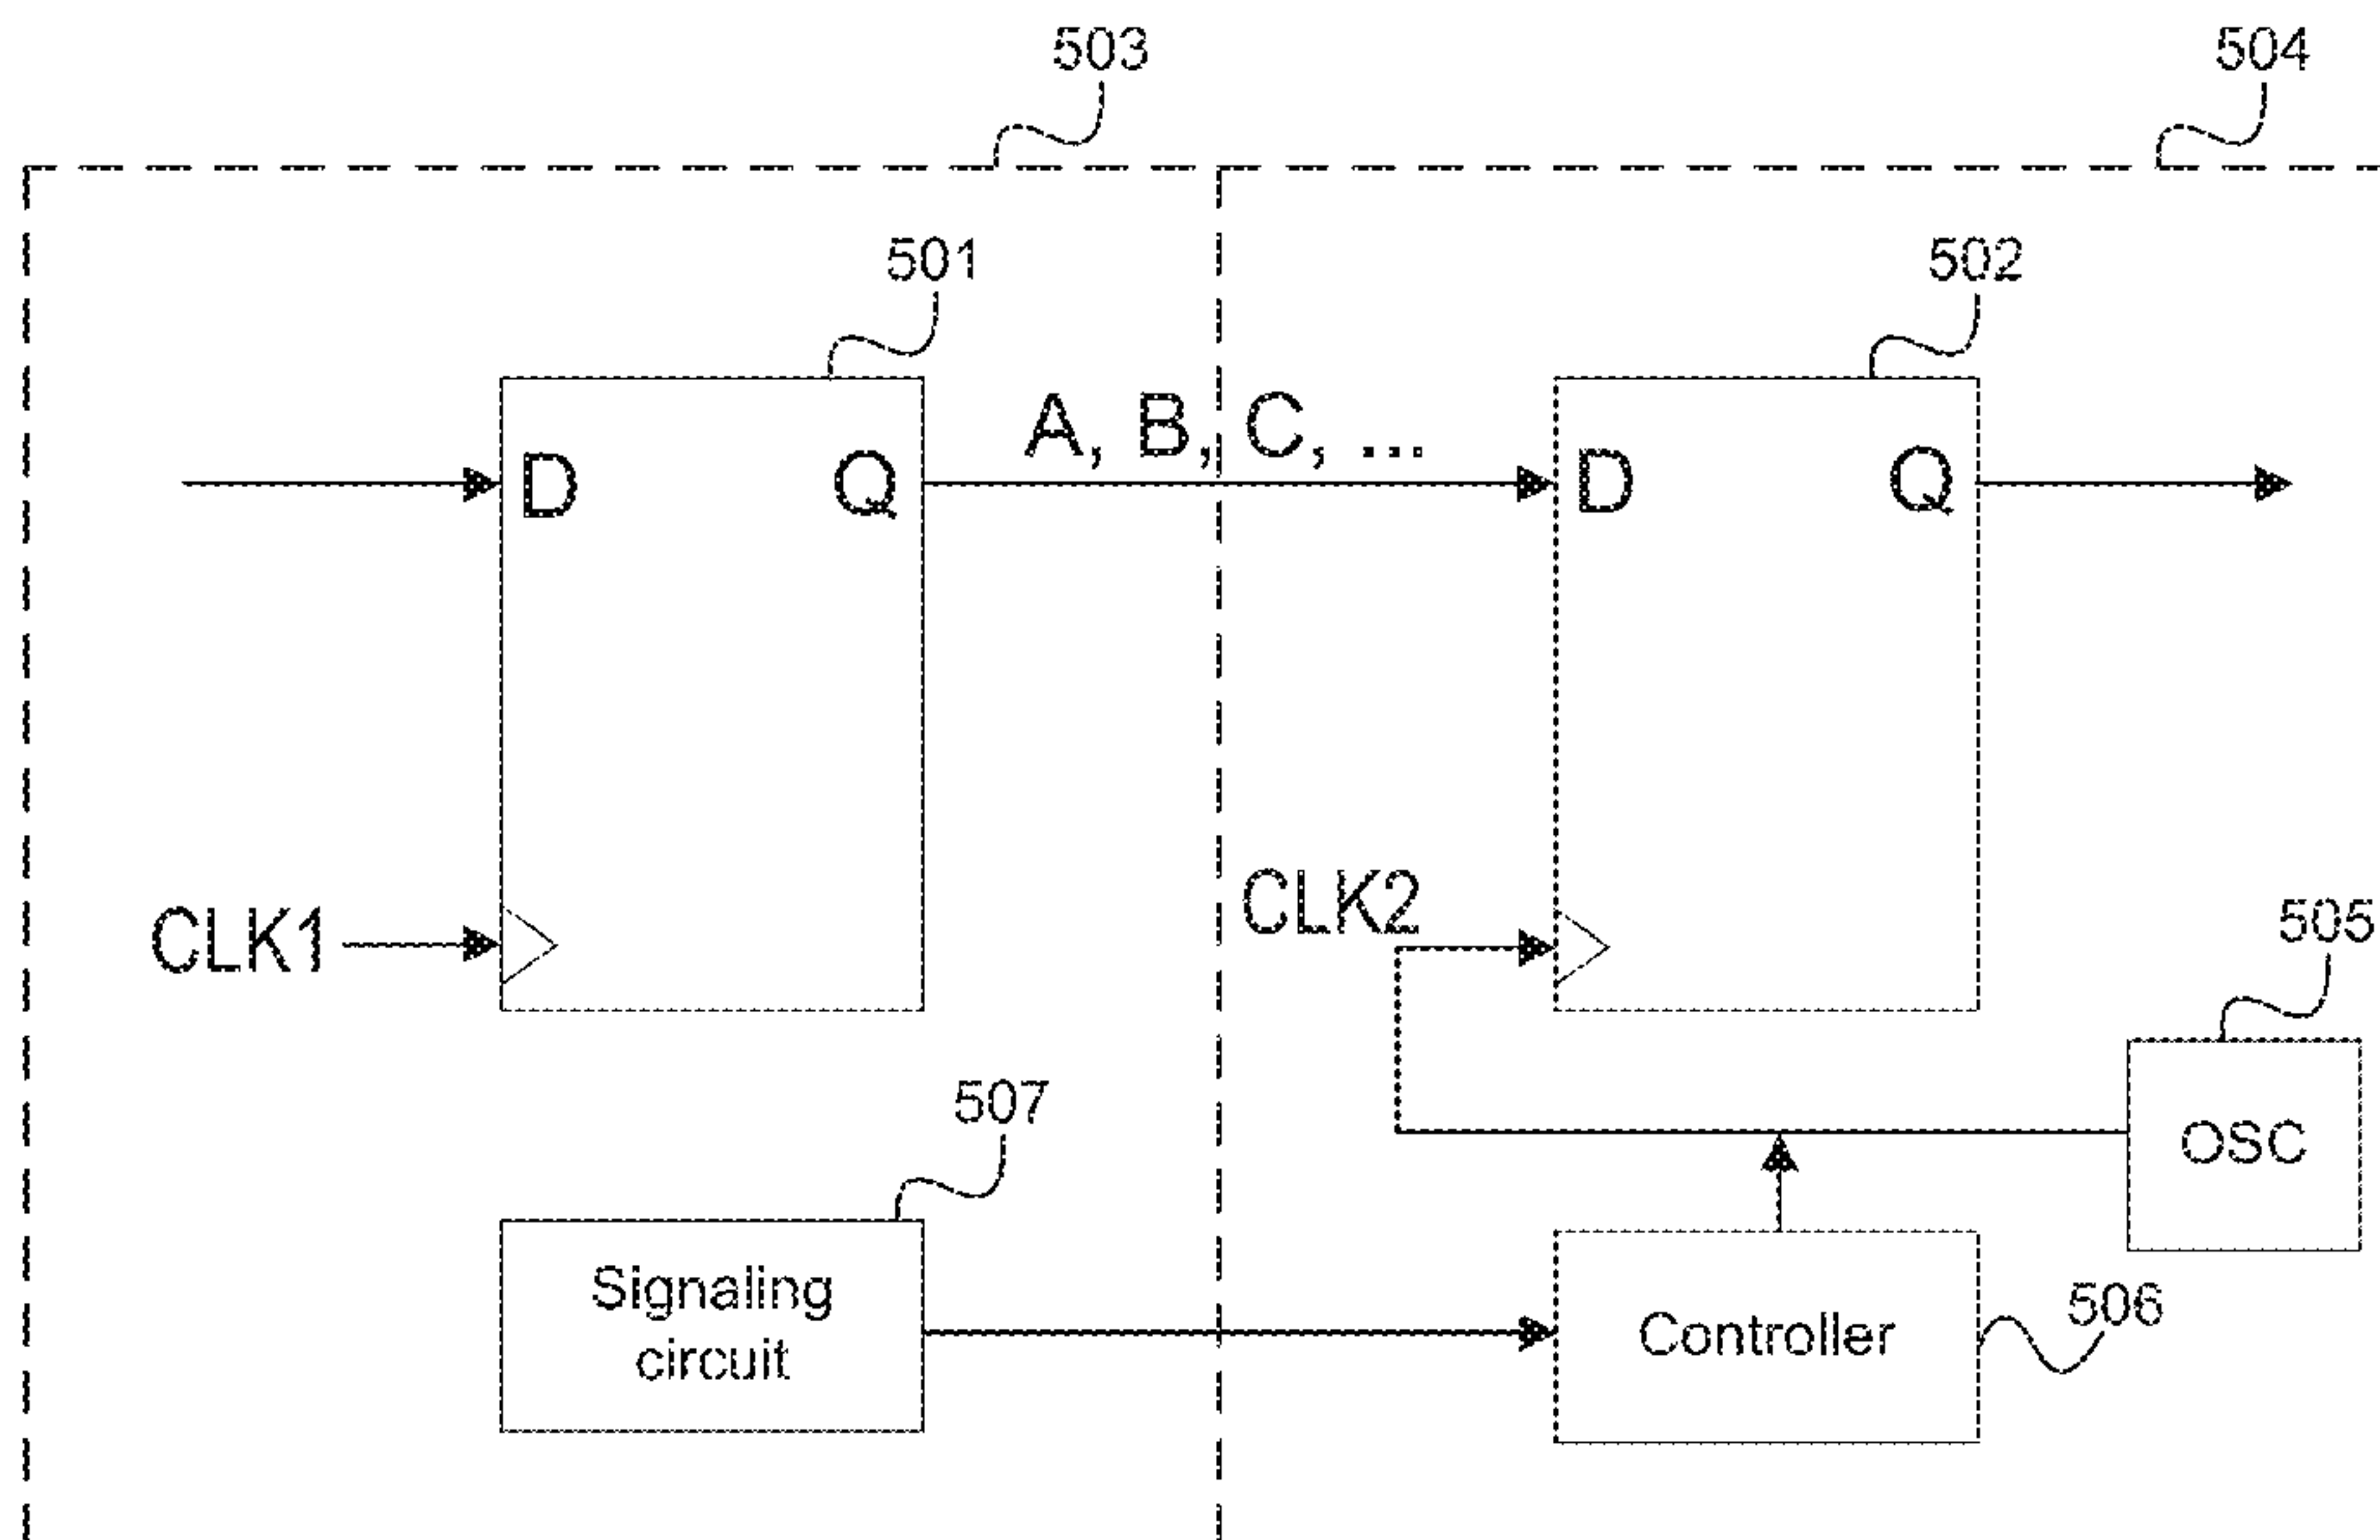 503
504
501
502
A, B, C, ...
D
Q
D
Q
CLK1
CLK2
505
507
OSC
Signaling
circuit
Controller
506